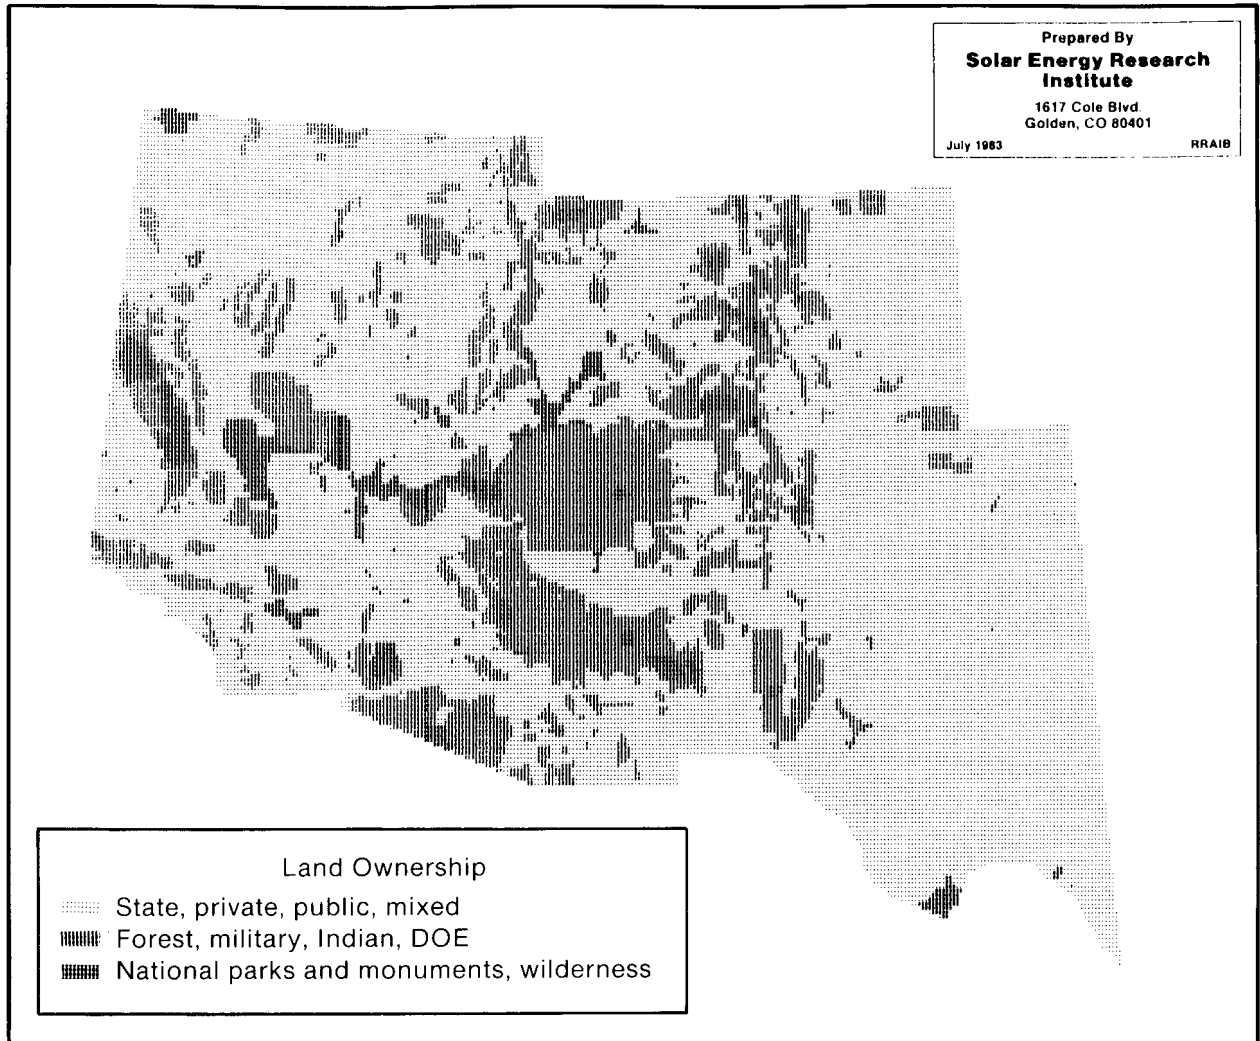 Prepared By
Solar Energy Research
Institute
1617 Cole Blvd.
Golden, CO 80401
July 1983 RRAIB
Land Ownership
State, private, public, mixed
Forest, military, Indian, DOE
National parks and monuments, wilderness